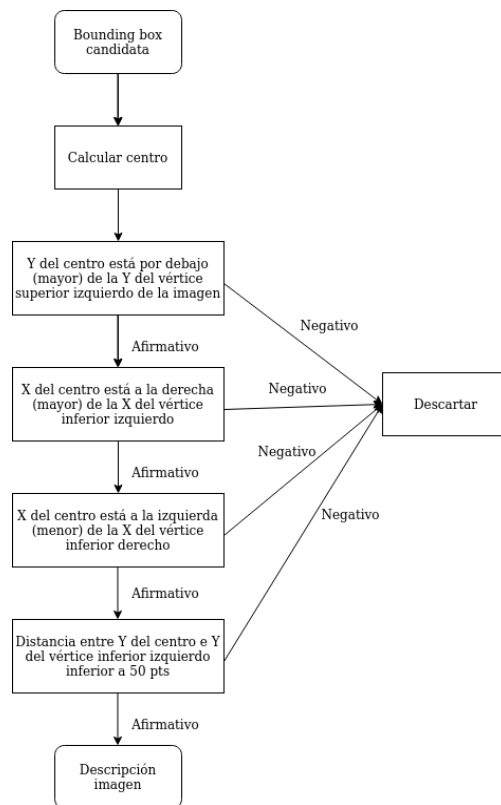 Bounding box
candidata
Calcular centro
Y del centro está por debajo
(mayor) de la Y del vértice
superior izquierdo de la imagen
Negativo
Afirmativo
X del centro está a la derecha
(mayor) de la X del vértice
inferior izquierdo
Negativo
Descartar
Afirmativo
Negativo
X del centro está a la izquierda
(menor) de la X del vértice
inferior derecho
Negativo
Afirmativo
Distancia entre Y del centro e Y
del vértice inferior izquierdo
inferior a 50 pts
Afirmativo
Descripción
imagen